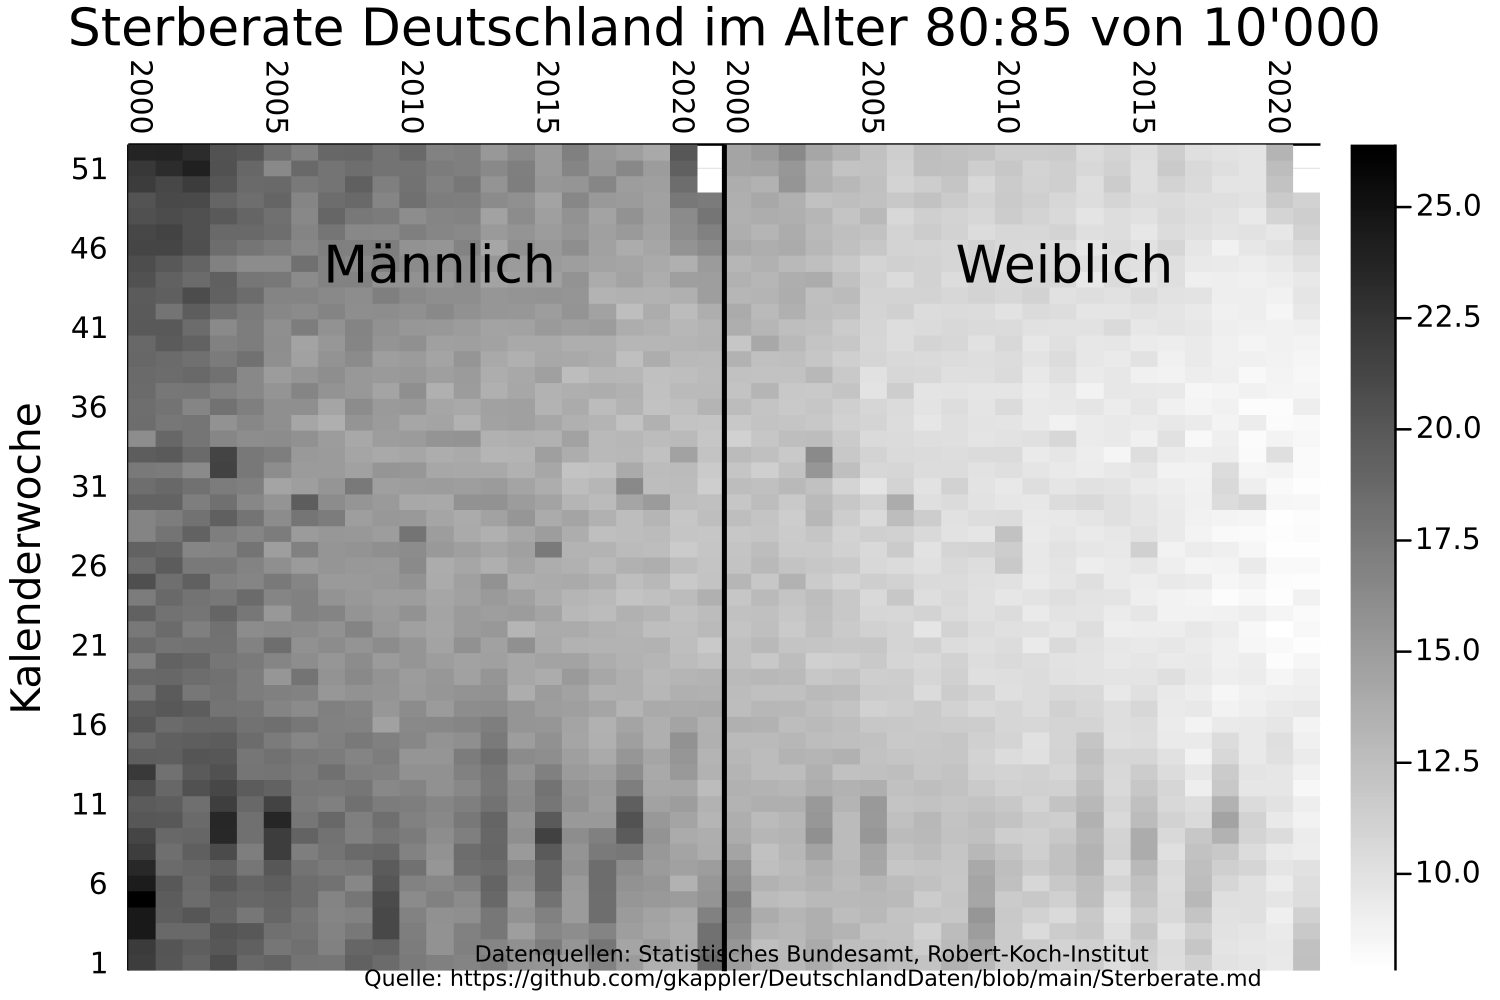 Sterberate Deutschland im Alter 80:85 von 10'000
2000 2005 2010 2015 2020 2000 2005 2010 2015 2020
51
46
41
36
31
26
21
16
11
6
1
Kalenderwoche
Männlich
Weiblich
25.0
22.5
20.0
17.5
15.0
12.5
10.0
Datenquellen: Statistisches Bundesamt, Robert-Koch-Institut
Quelle: https://github.com/gkappler/DeutschlandDaten/blob/main/Sterberate.md